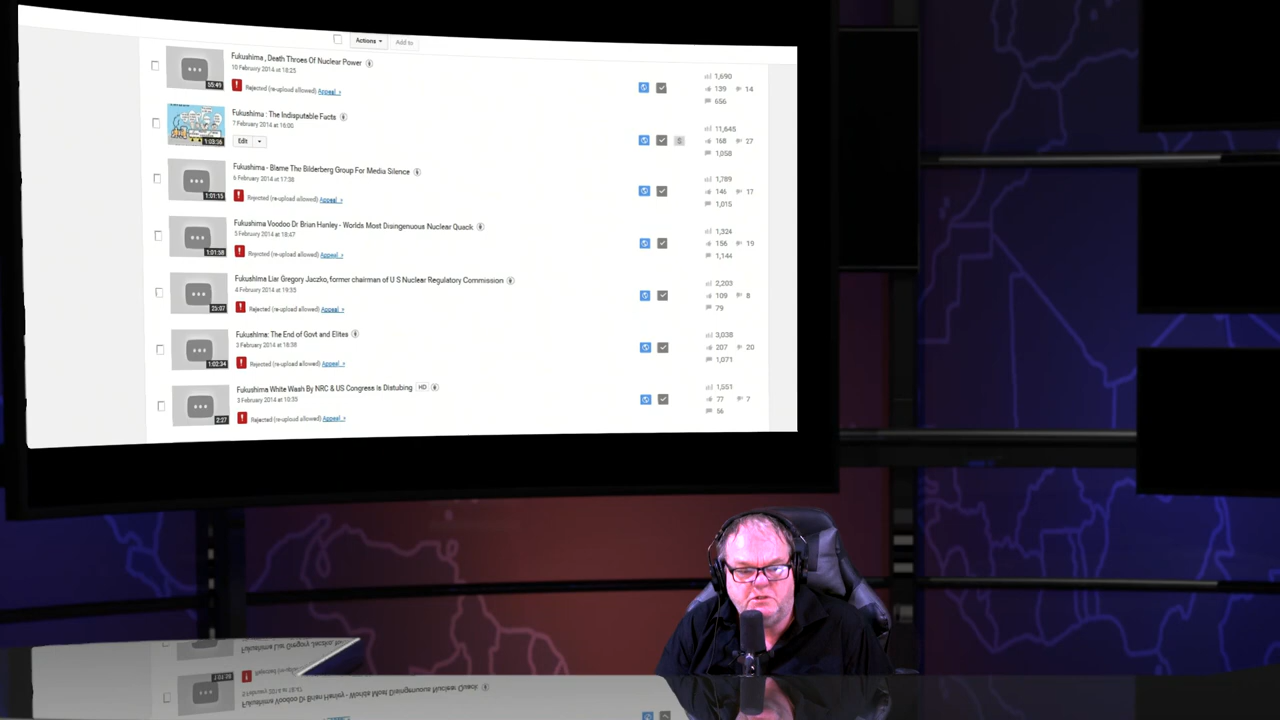 Actions Add to
Fukushima , Death Throes Of Nuclear Power
10 February 2014 at 18:25
Rejected (re-upload allowed) Appeal
55:49
1,690
139 14
656
Fukushima : The Indisputable Facts
7 February 2014 at 16:00
Edit
1:03:36
11,645
168 27
1,058
Fukushima - Blame The Bilderberg Group For Media Silence
6 February 2014 at 17:38
Rejected (re-upload allowed) Appeal
1:01:15
1,789
146 17
1,015
Fukushima Voodoo Dr Brian Hanley - Worlds Most Disingenuous Nuclear Quack
5 February 2014 at 18:47
Rejected (re-upload allowed) Appeal
1:01:58
1,324
156 19
1,144
Fukushima Liar Gregory Jaczko, former chairman of U S Nuclear Regulatory Commission
4 February 2014 at 19:35
Rejected (re-upload allowed) Appeal
25:07
2,203
109 8
79
Fukushima: The End of Govt and Elites
3 February 2014 at 18:38
Rejected (re-upload allowed) Appeal
1:02:34
3,038
207 20
1,071
Fukushima White Wash By NRC & US Congress Is Distubing HD
3 February 2014 at 10:35
Rejected (re-upload allowed) Appeal
2:27
1,551
77 7
56